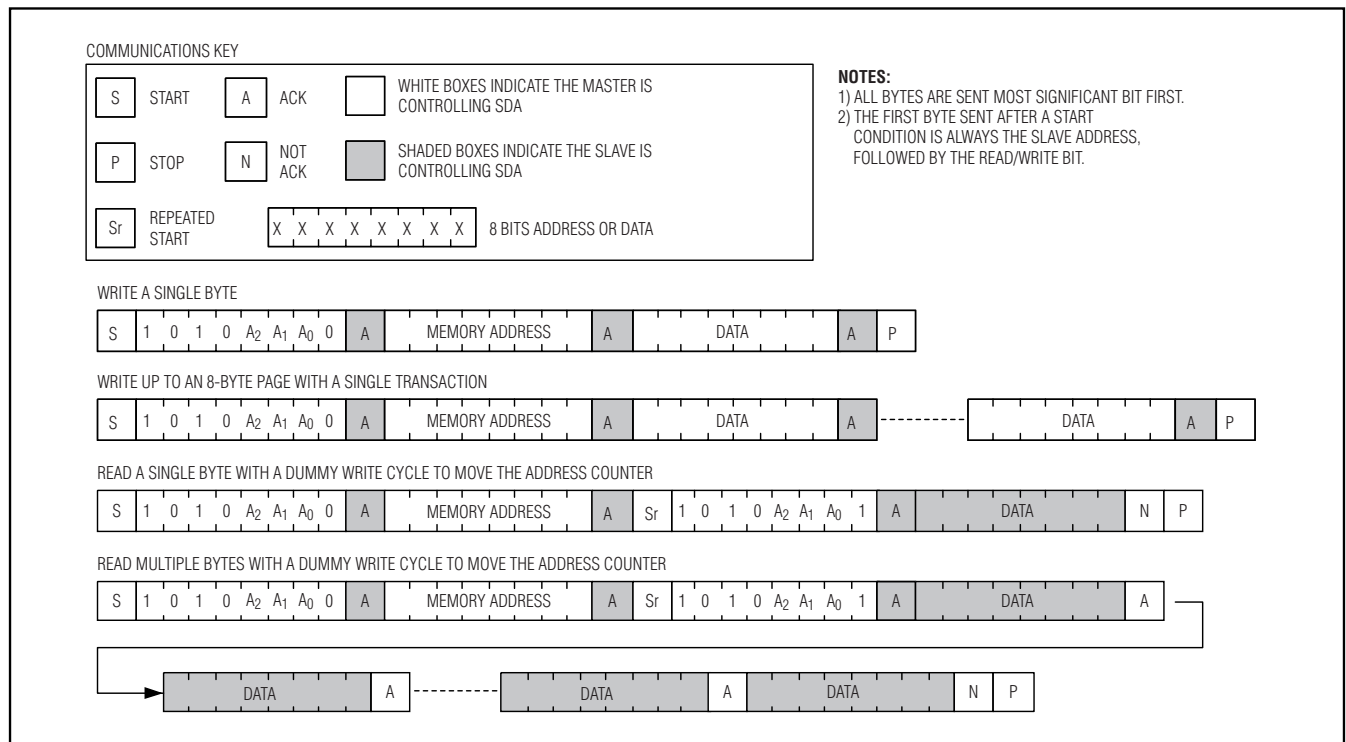 COMMUNICATIONS KEY
S START A ACK WHITE BOXES INDICATE THE MASTER IS
CONTROLLING SDA
P STOP N NOT
ACK
SHADED BOXES INDICATE THE SLAVE IS
CONTROLLING SDA
Sr REPEATED
START
X X X X X X X X 8 BITS ADDRESS OR DATA
NOTES:
1) ALL BYTES ARE SENT MOST SIGNIFICANT BIT FIRST.
2) THE FIRST BYTE SENT AFTER A START
CONDITION IS ALWAYS THE SLAVE ADDRESS,
FOLLOWED BY THE READ/WRITE BIT.
WRITE A SINGLE BYTE
S 1 0 1 0 A2 A1 A0 0 A MEMORY ADDRESS A DATA A P
WRITE UP TO AN 8-BYTE PAGE WITH A SINGLE TRANSACTION
S 1 0 1 0 A2 A1 A0 0 A MEMORY ADDRESS A DATA A DATA A P
READ A SINGLE BYTE WITH A DUMMY WRITE CYCLE TO MOVE THE ADDRESS COUNTER
S 1 0 1 0 A2 A1 A0 0 A MEMORY ADDRESS A Sr 1 0 1 0 A2 A1 A0 1 A DATA N P
READ MULTIPLE BYTES WITH A DUMMY WRITE CYCLE TO MOVE THE ADDRESS COUNTER
S 1 0 1 0 A2 A1 A0 0 A MEMORY ADDRESS A Sr 1 0 1 0 A2 A1 A0 1 A DATA A
DATA A DATA A DATA N P